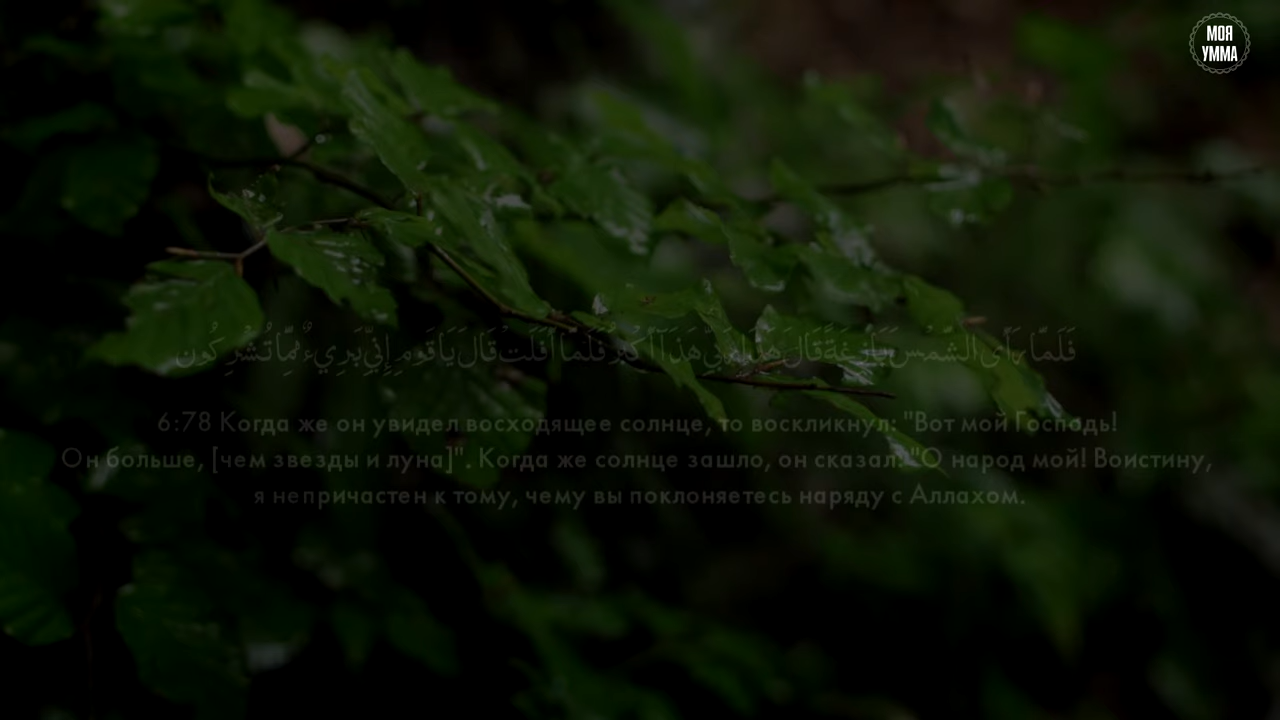 МОЯ
УММА
فَلَمَّا رَأَى الشَّمْسَ بَازِغَةً قَالَ هَٰذَا رَبِّي هَٰذَا أَكْبَرُ فَلَمَّا أَفَلَتْ قَالَ يَا قَوْمِ إِنِّي بَرِيءٌ مِمَّا تُشْرِكُونَ
6:78 Когда же он увидел восходящее солнце, то воскликнул: "Вот мой Господь!
Он больше, [чем звезды и луна]". Когда же солнце зашло, он сказал:"О народ мой! Воистину,
я непричастен к тому, чему вы поклоняетесь наряду с Аллахом.